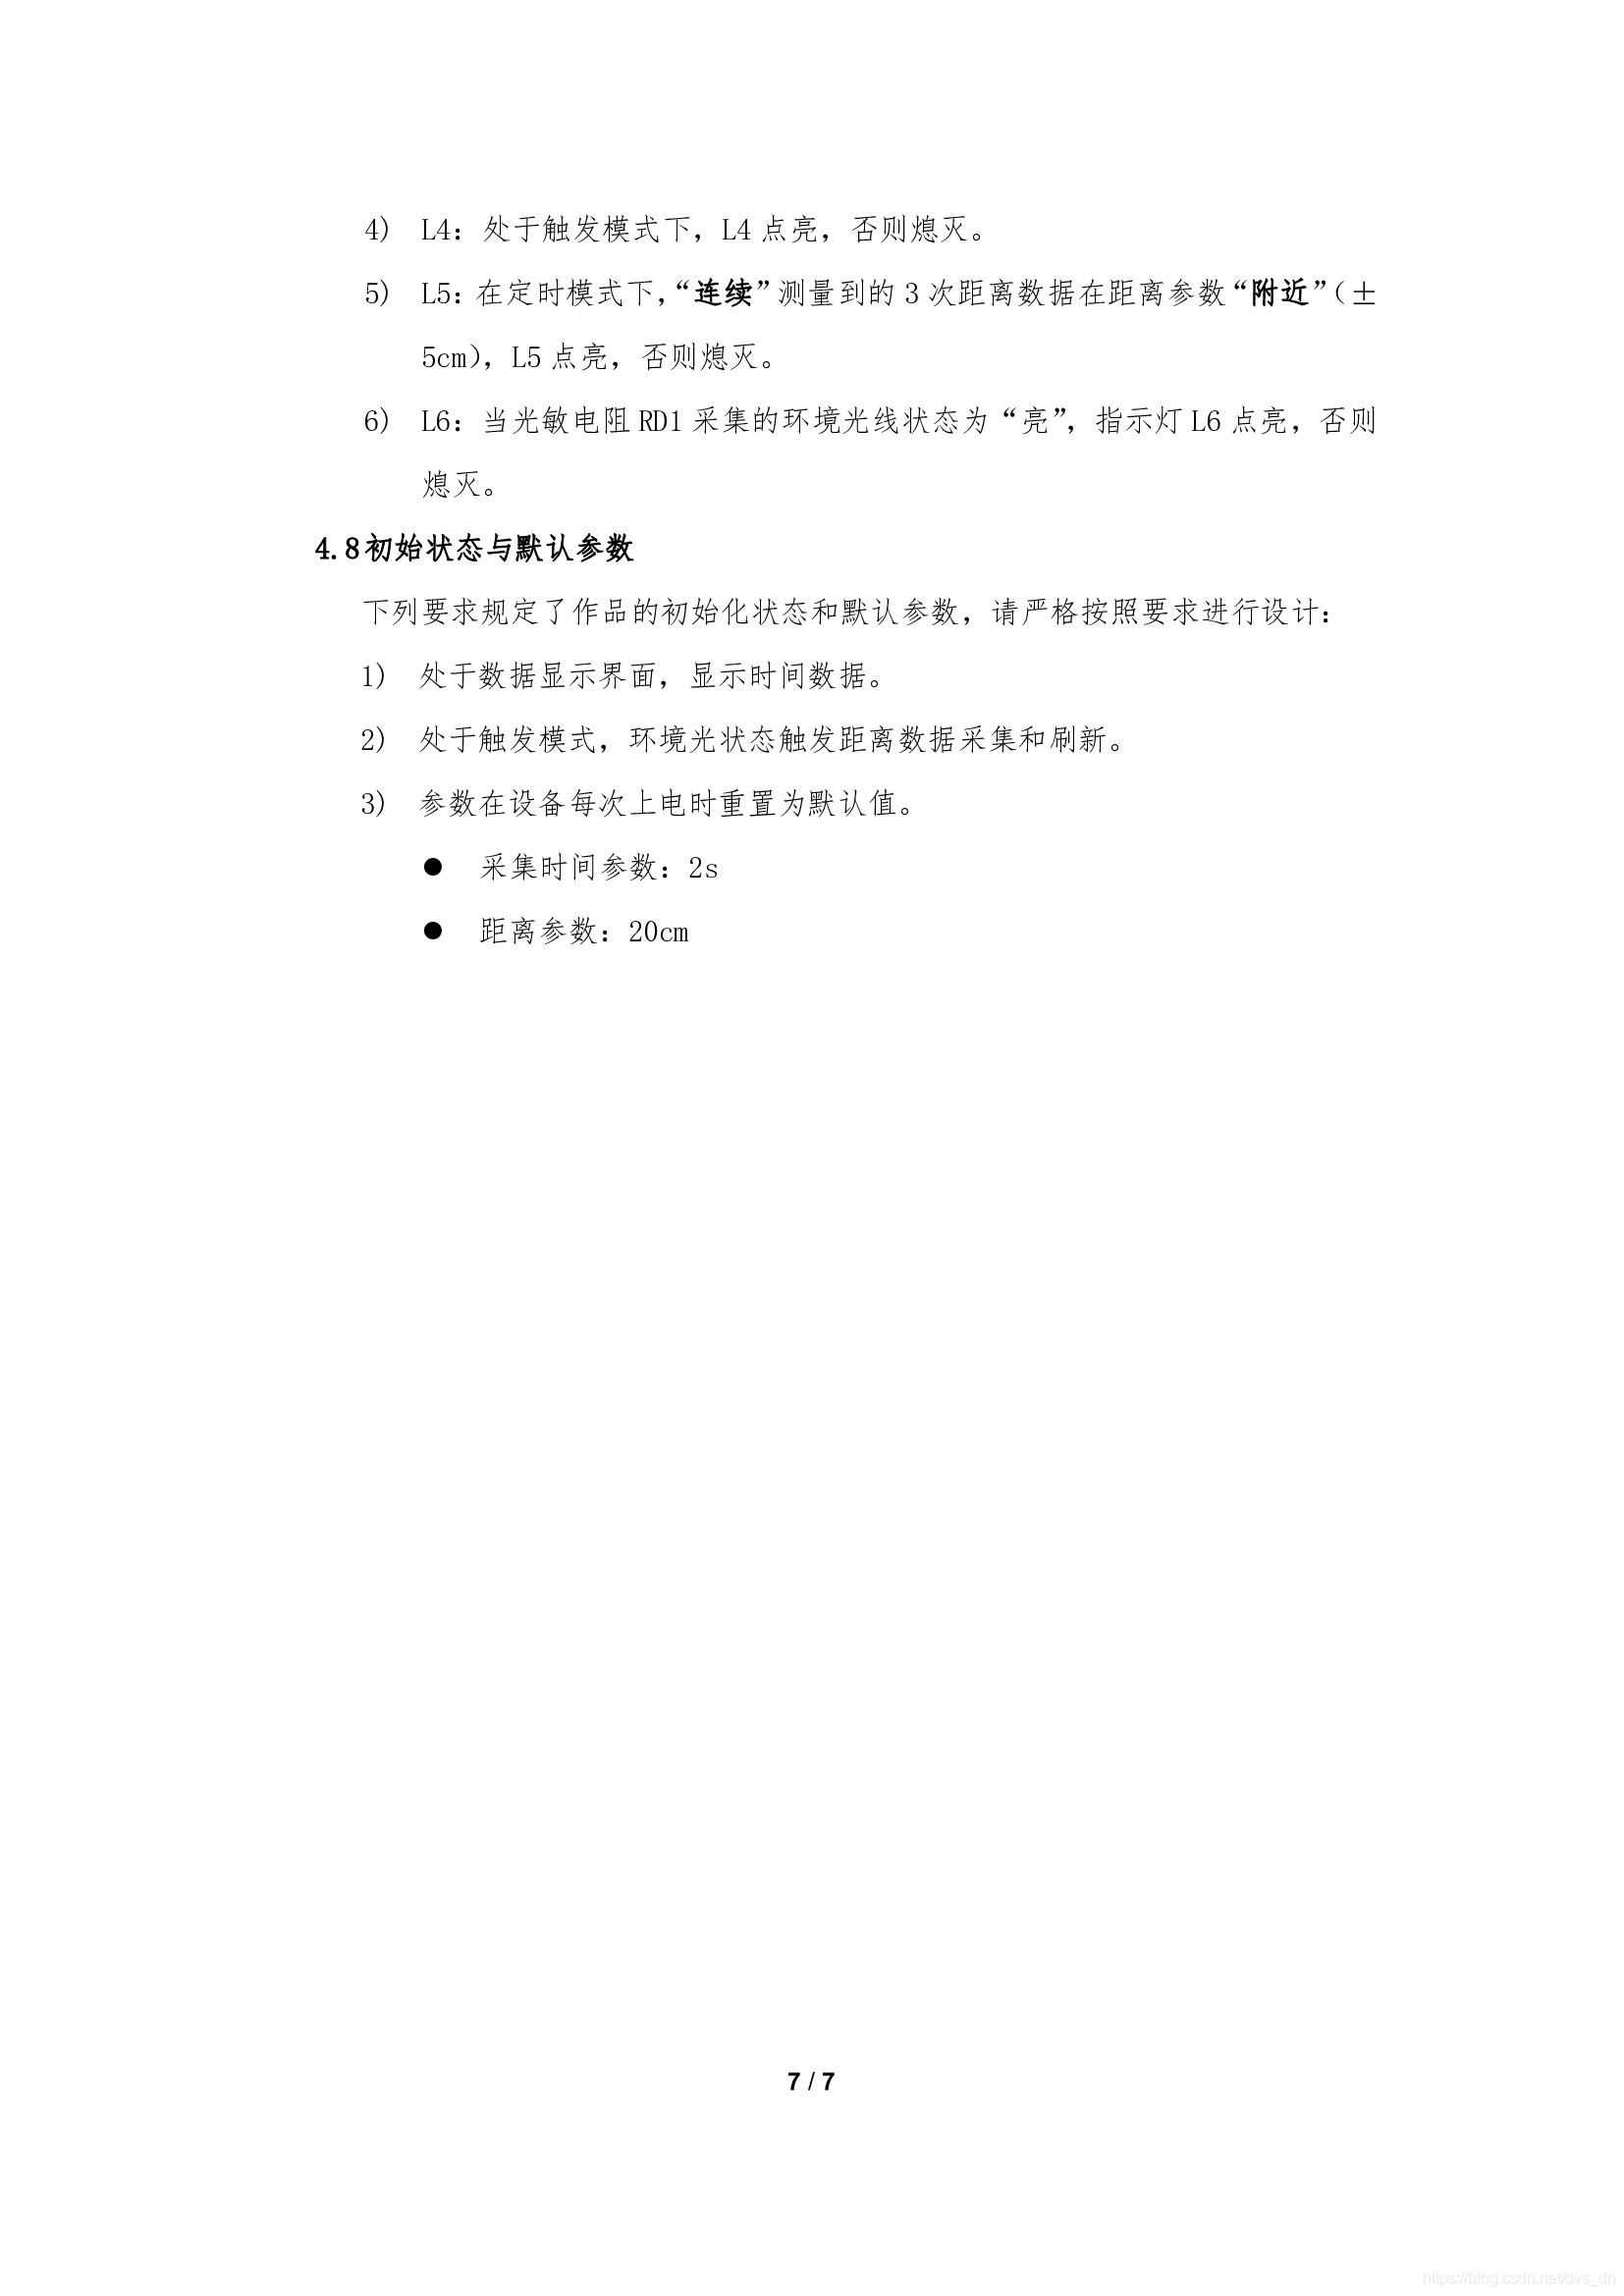 4) L4：处于触发模式下，L4 点亮，否则熄灭。
5) L5：在定时模式下，“连续”测量到的 3 次距离数据在距离参数“附近”（±
5cm），L5 点亮，否则熄灭。
6) L6：当光敏电阻 RD1 采集的环境光线状态为“亮”，指示灯 L6 点亮，否则
熄灭。
4.8初始状态与默认参数
下列要求规定了作品的初始化状态和默认参数，请严格按照要求进行设计：
1) 处于数据显示界面，显示时间数据。
2) 处于触发模式，环境光状态触发距离数据采集和刷新。
3) 参数在设备每次上电时重置为默认值。
● 采集时间参数：2s
● 距离参数：20cm
7 / 7
https://blog.csdn.net/dvs_dn